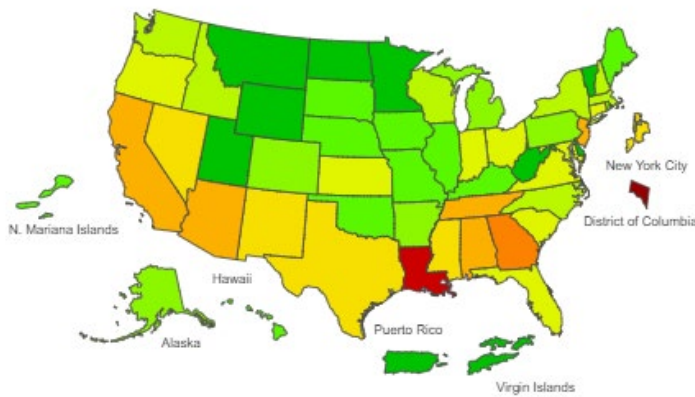 New York City
District of Columbia
N. Mariana Islands
Hawaii
Alaska
Puerto Rico
Virgin Islands